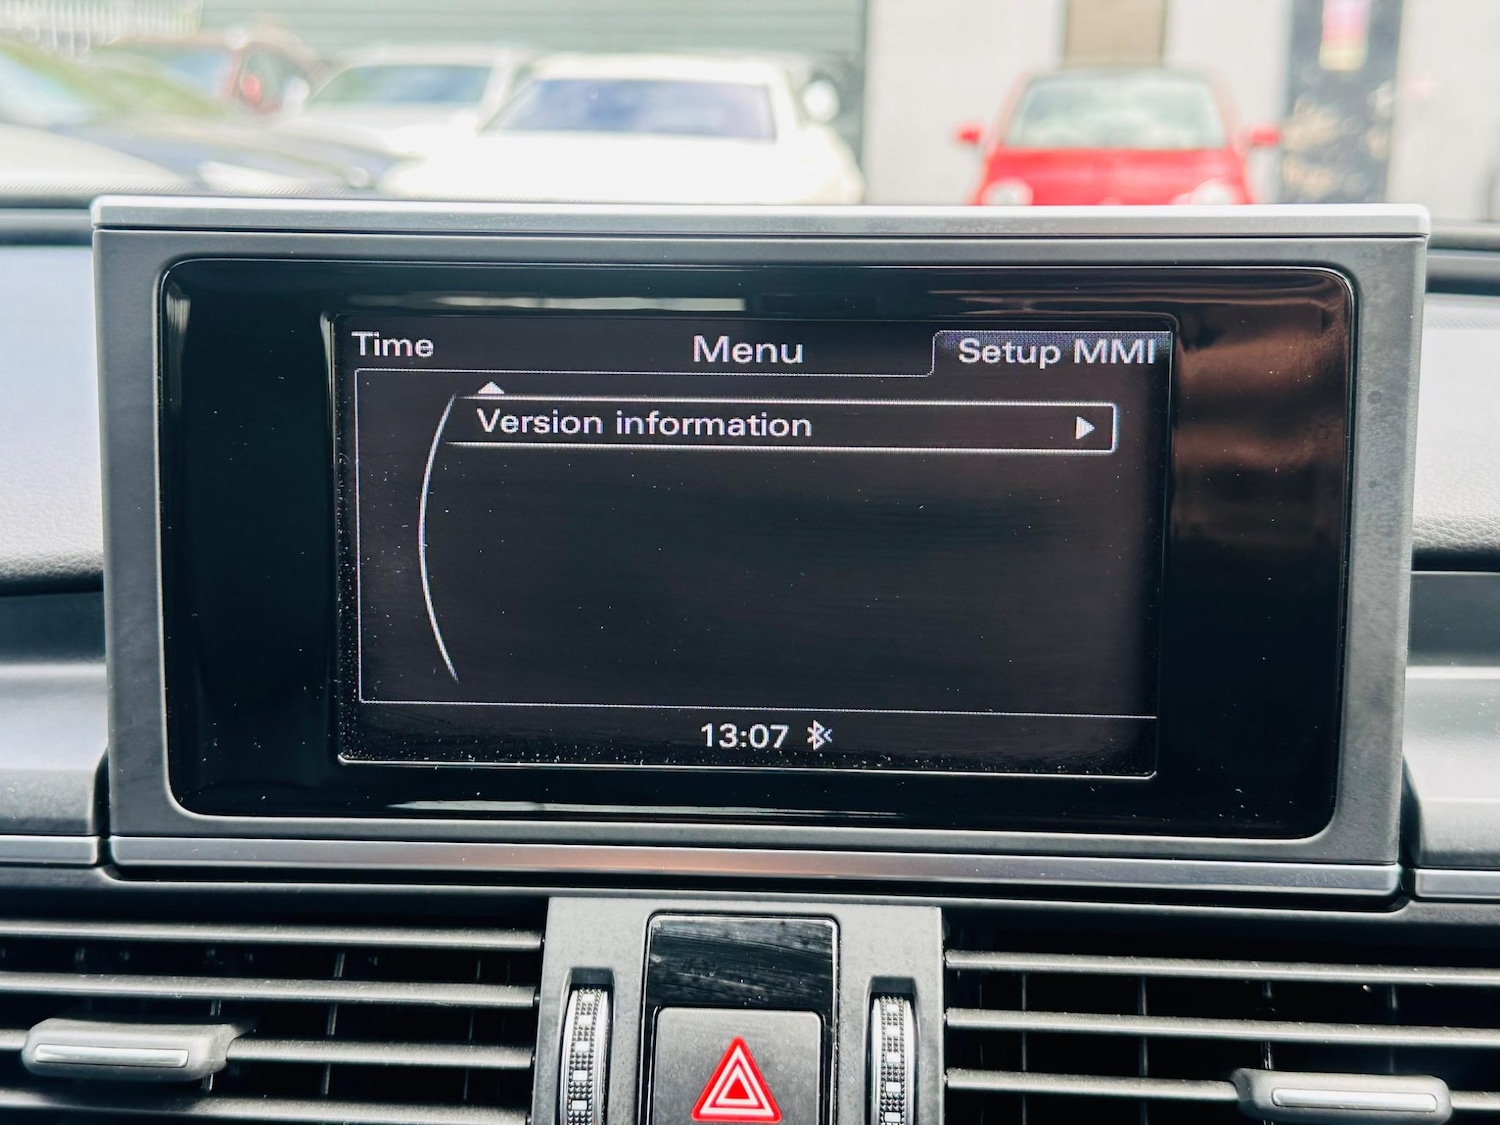 Time
Menu
Setup MMI
Version information
13:07